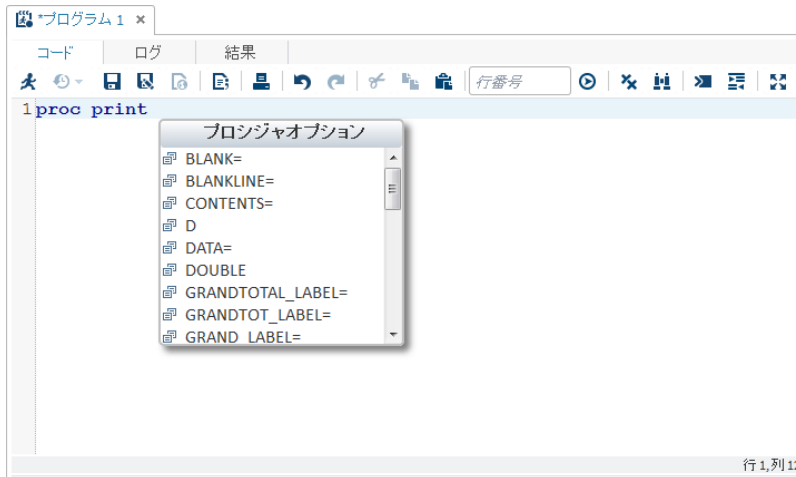 *プログラム 1 ×
コード ログ 結果
行番号
1 proc print
プロシジャオプション
BLANK=
BLANKLINE=
CONTENTS=
D
DATA=
DOUBLE
GRANDTOTAL_LABEL=
GRANDTOT_LABEL=
GRAND_LABEL=
行 1,列 12